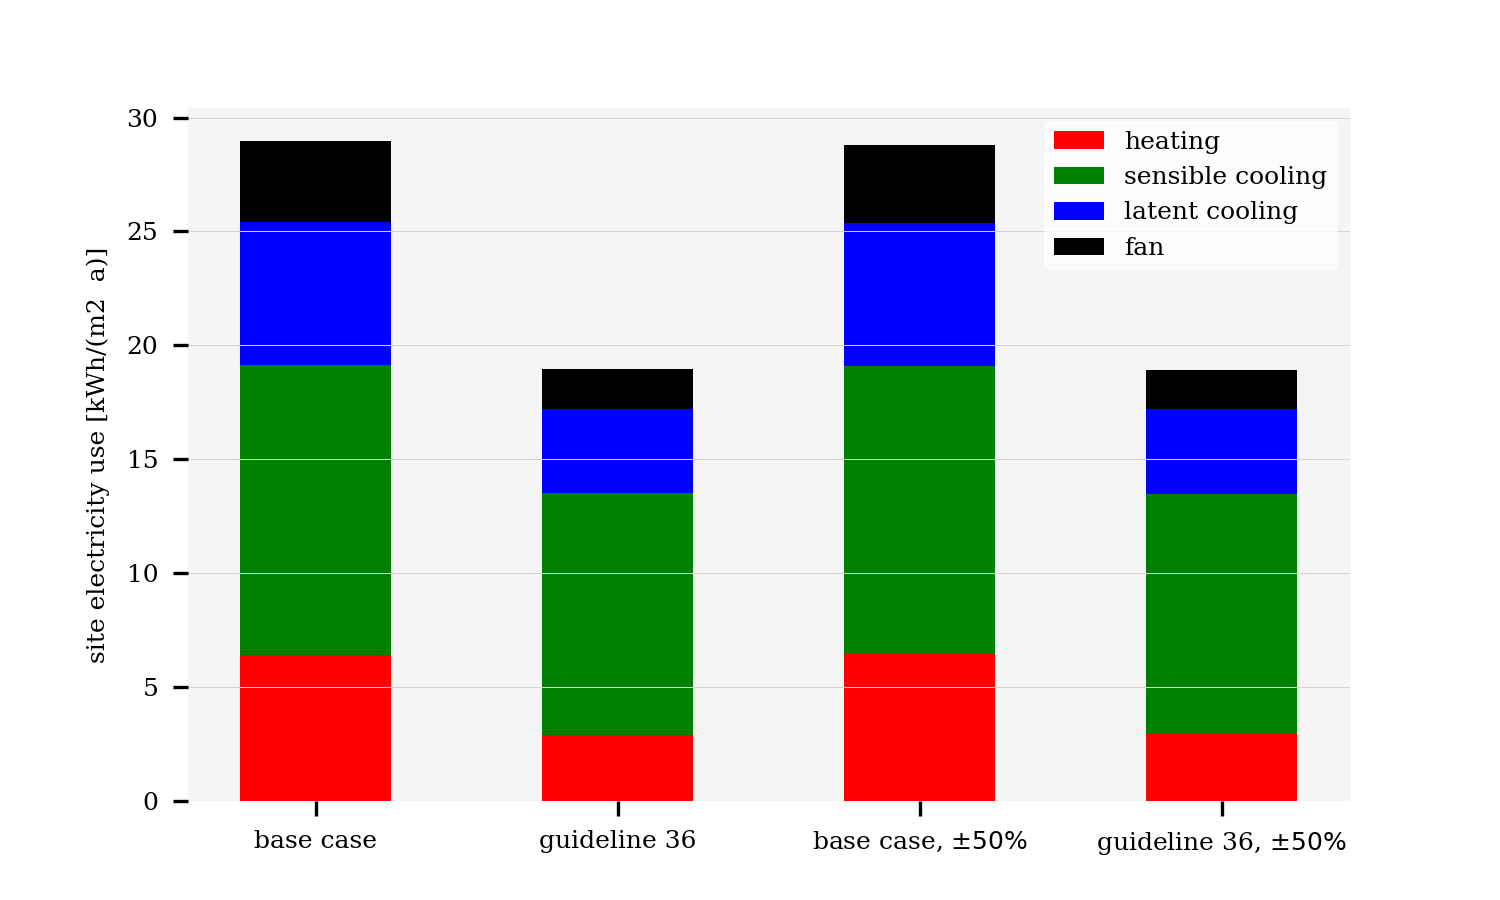 site electricity use [kWh/(m2  a)]
30
25
20
15
10
5
0
heating
sensible cooling
latent cooling
fan
base case
guideline 36
base case, ±50%
guideline 36, ±50%